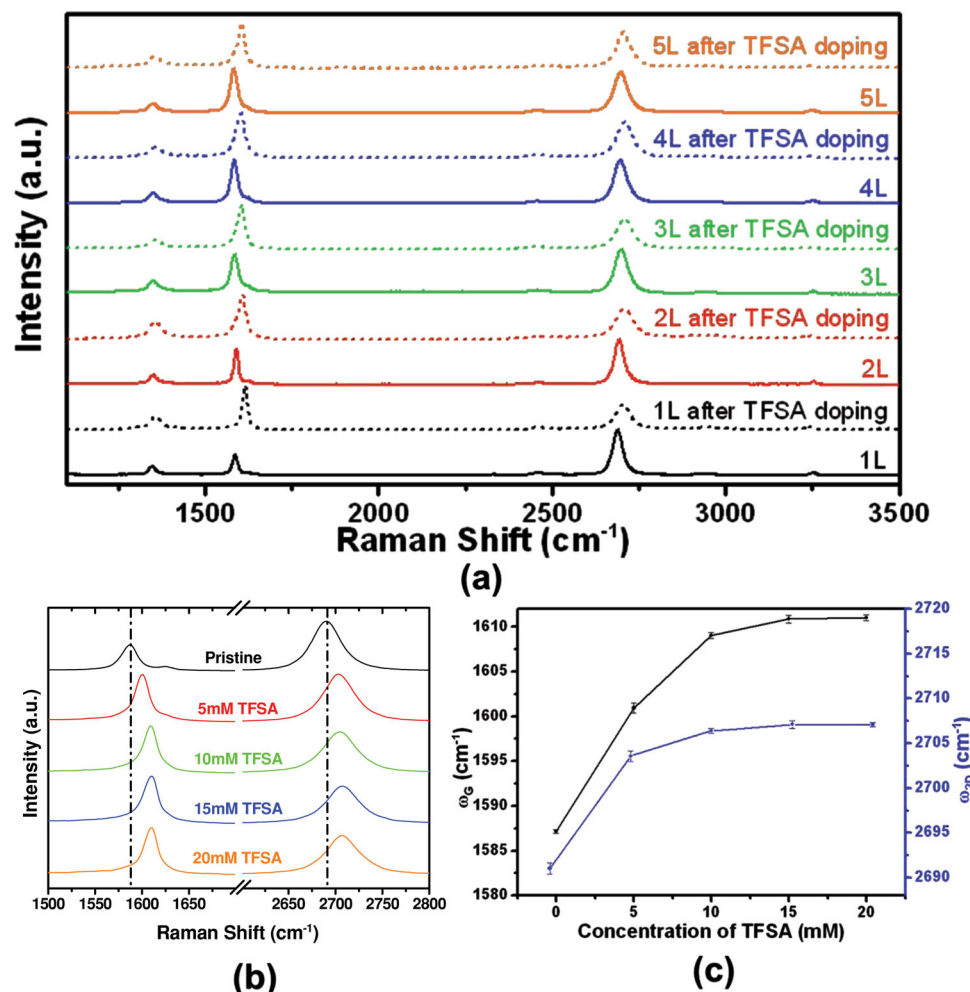 5L after TFSA doping
5L
4L after TFSA doping
4L
3L after TFSA doping
3L
2L after TFSA doping
2L
1L after TFSA doping
1L
Intensity (a.u.)
1500 2000 2500 3000 3500
Raman Shift (cm⁻¹)
(a)
Pristine
5mM TFSA
10mM TFSA
15mM TFSA
20mM TFSA
Intensity (a.u.)
1500 1550 1600 1650 2650 2700 2750 2800
Raman Shift (cm⁻¹)
(b)
1610
1605
1600
1595
1590
1585
1580
ω_G (cm⁻¹)
2720
2715
2710
2705
2700
2695
2690
ω_2D (cm⁻¹)
0 5 10 15 20
Concentration of TFSA (mM)
(c)